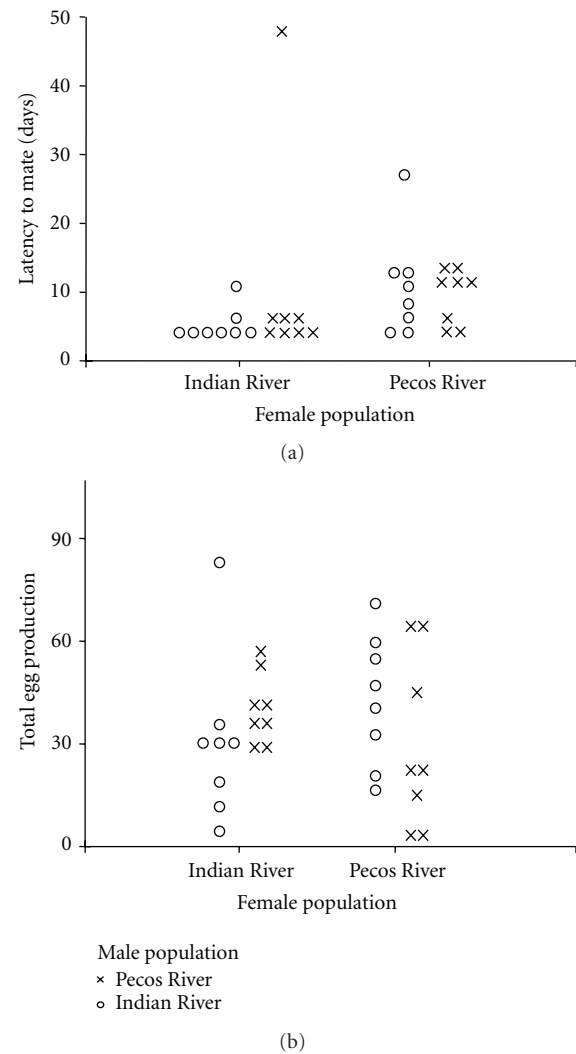 50
40
30
20
10
0
Latency to mate (days)
Indian River Pecos River
Female population
(a)
90
60
30
0
Total egg production
Indian River Pecos River
Female population
Male population
× Pecos River
○ Indian River
(b)